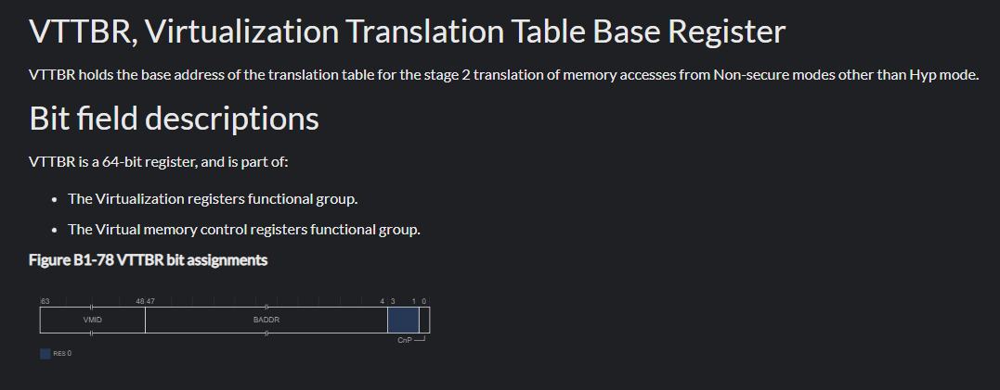 VTTBR, Virtualization Translation Table Base Register
VTTBR holds the base address of the translation table for the stage 2 translation of memory accesses from Non-secure modes other than Hyp mode.
Bit field descriptions
VTTBR is a 64-bit register, and is part of:
• The Virtualization registers functional group.
• The Virtual memory control registers functional group.
Figure B1-78 VTTBR bit assignments
63 48 47 4 3 1 0
VMID BADDR
CnP
RES 0